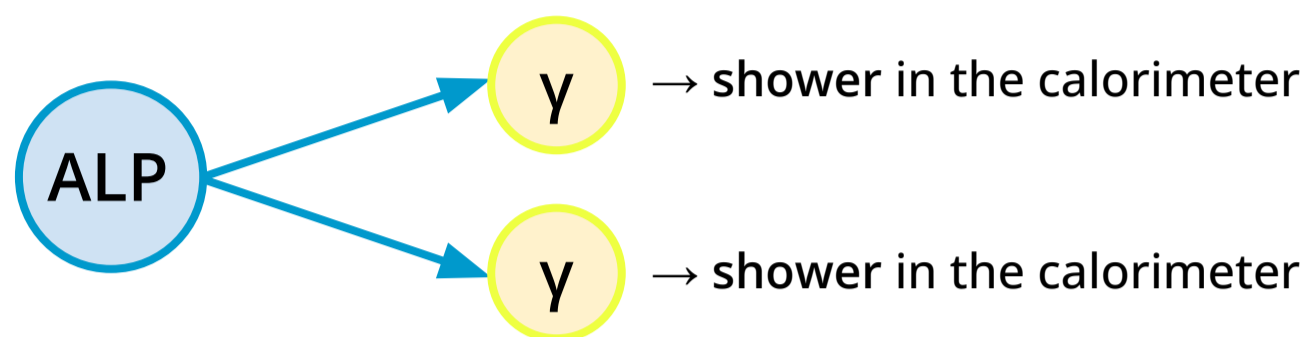 γ → shower in the calorimeter
ALP
γ → shower in the calorimeter